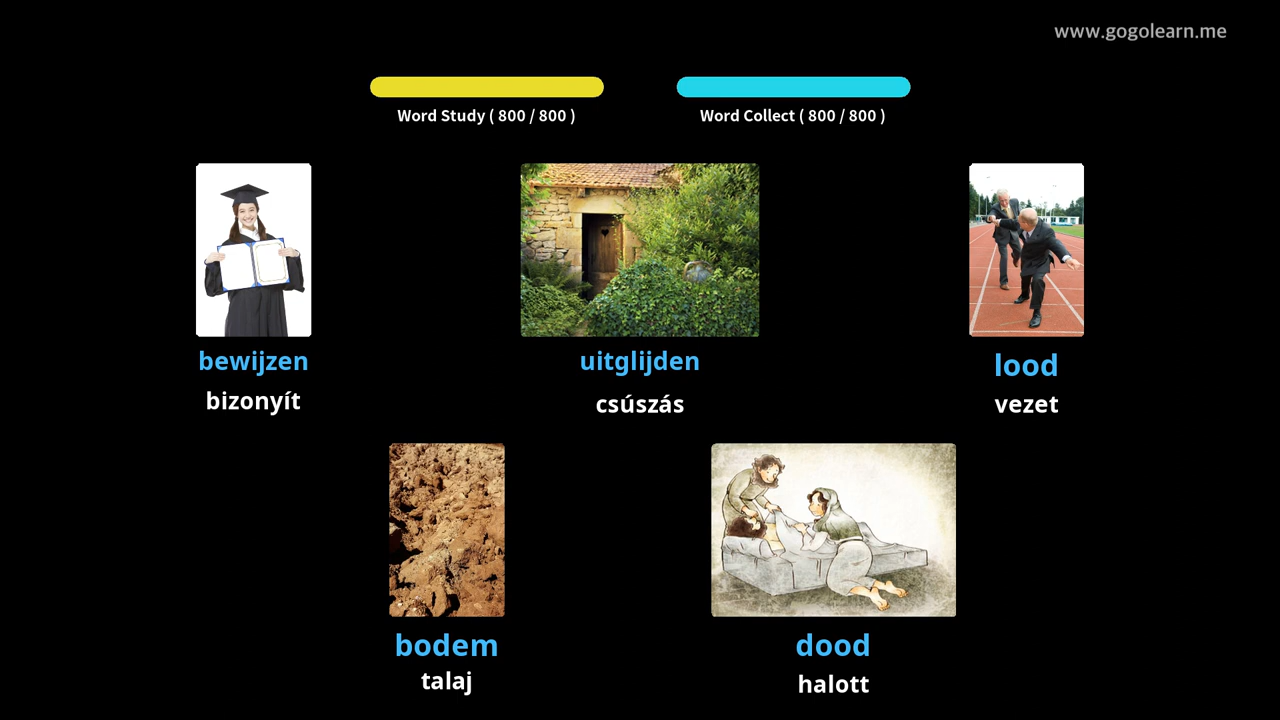 www.gogolearn.me
Word Study ( 800 / 800 )
Word Collect ( 800 / 800 )
bewijzen
bizonyít
uitglijden
csúszás
lood
vezet
bodem
talaj
dood
halott